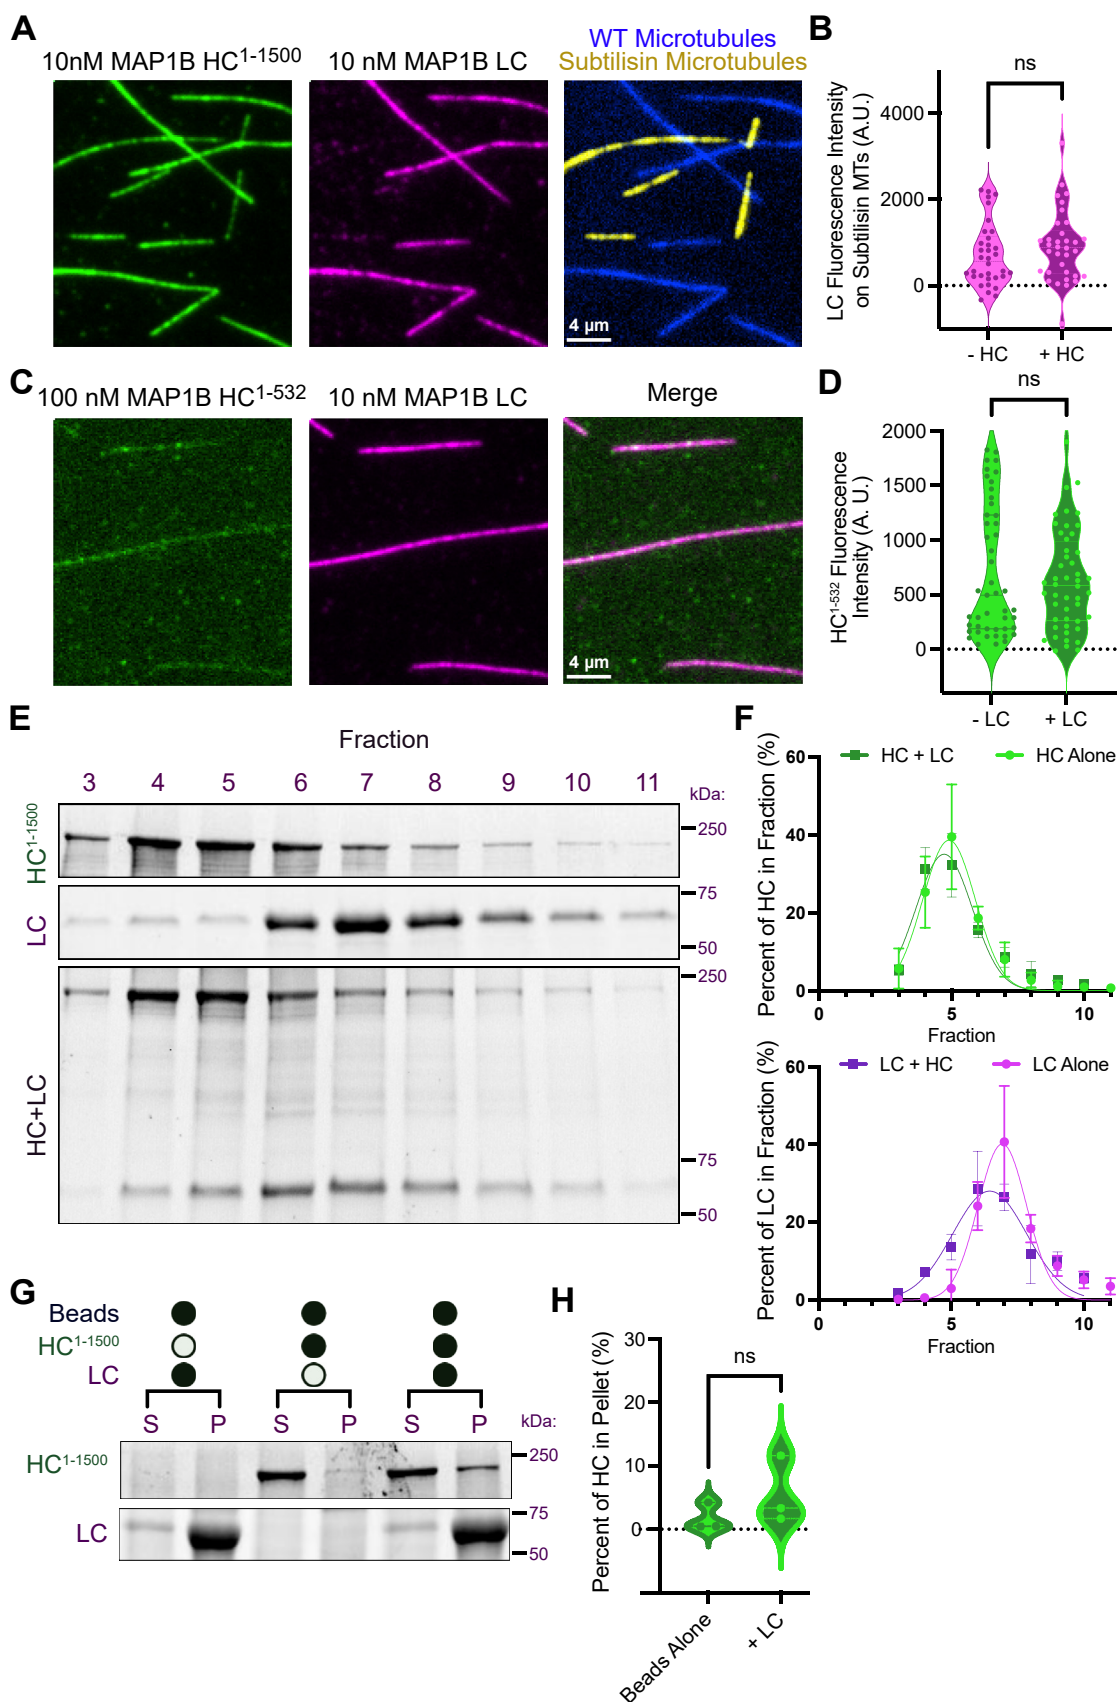 A
10nM MAP1B HC1-1500
10 nM MAP1B LC
WT Microtubules
Subtilisin Microtubules
4 µm
B
LC Fluorescence Intensity
on Subtilisin MTs (A.U.)
ns
4000
2000
0
- HC
+ HC
C
100 nM MAP1B HC1-532
10 nM MAP1B LC
Merge
4 µm
D
HC1-532 Fluorescence
Intensity (A. U.)
ns
2000
1500
1000
500
0
- LC
+ LC
E
Fraction
3 4 5 6 7 8 9 10 11
kDa:
HC1-1500
250
LC
75
50
HC+LC
250
75
50
F
Percent of HC in Fraction (%)
HC + LC
HC Alone
60
40
20
0
0 5 10
Fraction
Percent of LC in Fraction (%)
LC + HC
LC Alone
60
40
20
0
0 5 10
Fraction
G
Beads
HC1-1500
LC
S P S P S P
kDa:
HC1-1500
250
LC
75
50
H
Percent of HC in Pellet (%)
ns
30
20
10
0
Beads Alone
+ LC